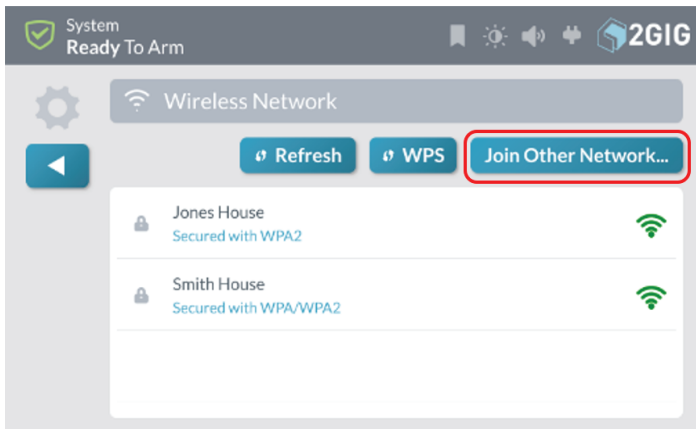 System
Ready To Arm
2GIG
Wireless Network
Refresh
WPS
Join Other Network...
Jones House
Secured with WPA2
Smith House
Secured with WPA/WPA2